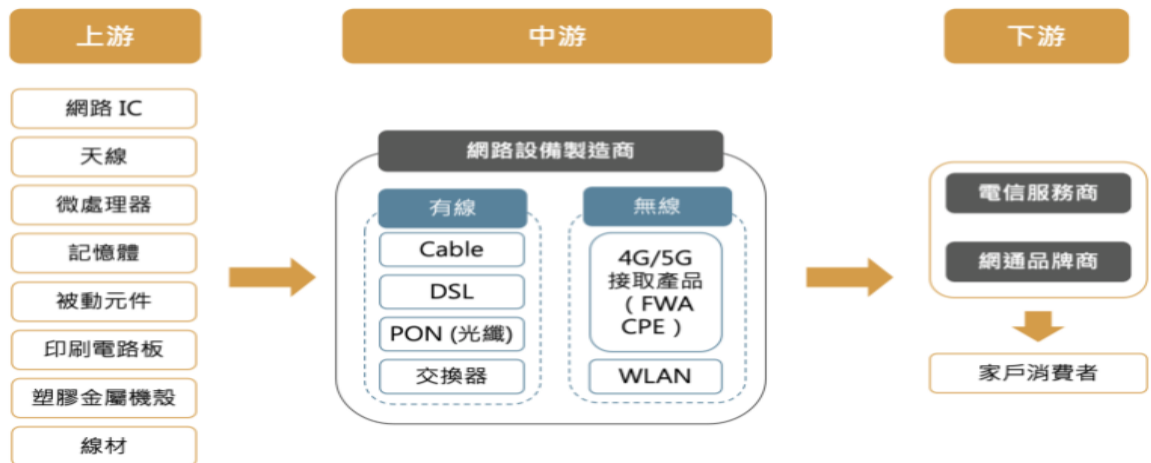 上游
網路 IC
天線
微處理器
記憶體
被動元件
印刷電路板
塑膠金屬機殼
線材
中游
網路設備製造商
有線
Cable
DSL
PON (光纖)
交換器
無線
4G/5G
接取產品
( FWA
CPE )
WLAN
下游
電信服務商
網通品牌商
家戶消費者